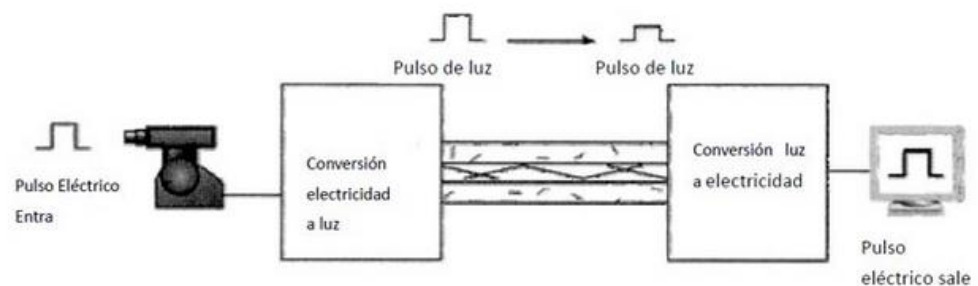 Pulso de luz
Pulso de luz
Pulso Eléctrico
Entra
Conversión
electricidad
a luz
Conversión luz
a electricidad
Pulso
eléctrico sale